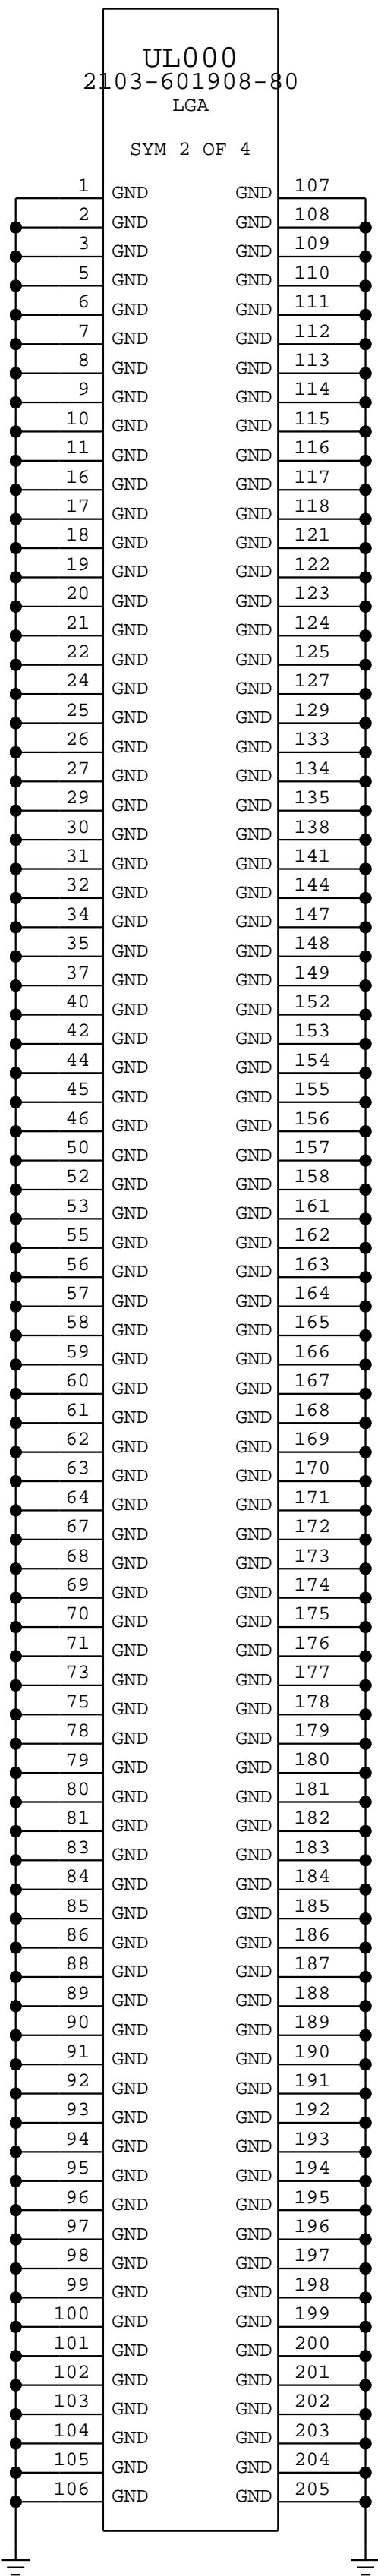 UL000
2103-601908-80
LGA
SYM 2 OF 4
1 GND GND 107
2 GND GND 108
3 GND GND 109
5 GND GND 110
6 GND GND 111
7 GND GND 112
8 GND GND 113
9 GND GND 114
10 GND GND 115
11 GND GND 116
16 GND GND 117
17 GND GND 118
18 GND GND 121
19 GND GND 122
20 GND GND 123
21 GND GND 124
22 GND GND 125
24 GND GND 127
25 GND GND 129
26 GND GND 133
27 GND GND 134
29 GND GND 135
30 GND GND 138
31 GND GND 141
32 GND GND 144
34 GND GND 147
35 GND GND 148
37 GND GND 149
40 GND GND 152
42 GND GND 153
44 GND GND 154
45 GND GND 155
46 GND GND 156
50 GND GND 157
52 GND GND 158
53 GND GND 161
55 GND GND 162
56 GND GND 163
57 GND GND 164
58 GND GND 165
59 GND GND 166
60 GND GND 167
61 GND GND 168
62 GND GND 169
63 GND GND 170
64 GND GND 171
67 GND GND 172
68 GND GND 173
69 GND GND 174
70 GND GND 175
71 GND GND 176
73 GND GND 177
75 GND GND 178
78 GND GND 179
79 GND GND 180
80 GND GND 181
81 GND GND 182
83 GND GND 183
84 GND GND 184
85 GND GND 185
86 GND GND 186
88 GND GND 187
89 GND GND 188
90 GND GND 189
91 GND GND 190
92 GND GND 191
93 GND GND 192
94 GND GND 193
95 GND GND 194
96 GND GND 195
97 GND GND 196
98 GND GND 197
99 GND GND 198
100 GND GND 199
101 GND GND 200
102 GND GND 201
103 GND GND 202
104 GND GND 203
105 GND GND 204
106 GND GND 205